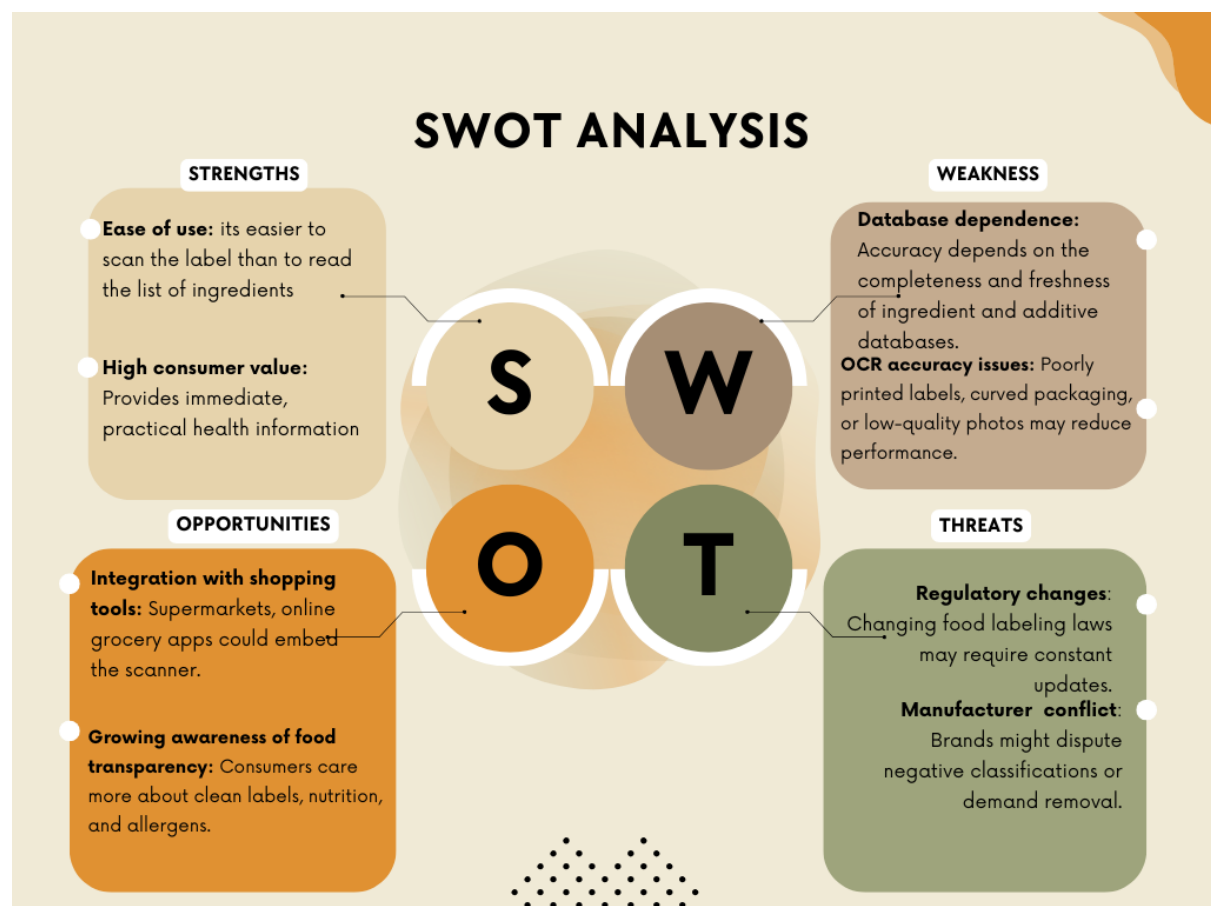 SWOT ANALYSIS
STRENGTHS
Ease of use: its easier to
scan the label than to read
the list of ingredients
High consumer value:
Provides immediate,
practical health information
WEAKNESS
Database dependence:
Accuracy depends on the
completeness and freshness
of ingredient and additive
databases.
OCR accuracy issues: Poorly
printed labels, curved packaging,
or low-quality photos may reduce
performance.
S
W
O
T
OPPORTUNITIES
Integration with shopping
tools: Supermarkets, online
grocery apps could embed
the scanner.
Growing awareness of food
transparency: Consumers care
more about clean labels, nutrition,
and allergens.
THREATS
Regulatory changes:
Changing food labeling laws
may require constant
updates.
Manufacturer  conflict:
Brands might dispute
negative classifications or
demand removal.